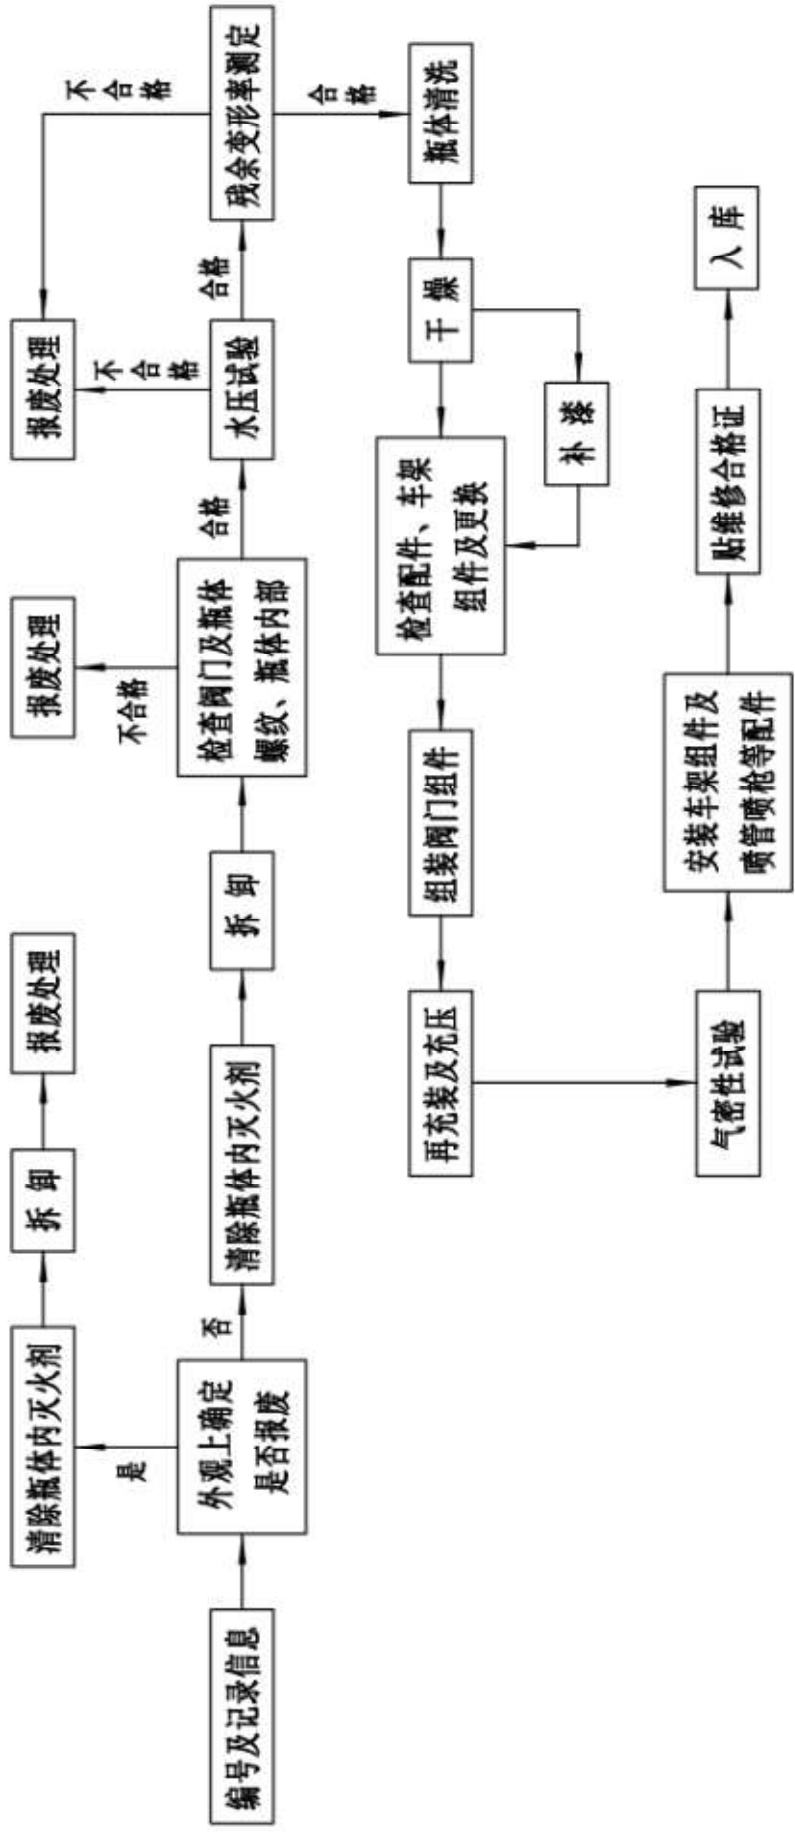 清除瓶体内灭火剂
拆 卸
报废处理
报废处理
报废处理
是
不合格
不合格
不合格
编号及记录信息
外观上确定
是否报废
否
清除瓶体内灭火剂
拆 卸
检查阀门及瓶体
螺纹、瓶体内部
合格
水压试验
合格
残余变形率测定
合格
再充装及充压
组装阀门组件
检查配件、车架
组件及更换
干 燥
瓶体清洗
补 漆
气密性试验
安装车架组件及
喷管喷枪等配件
贴维修合格证
入 库